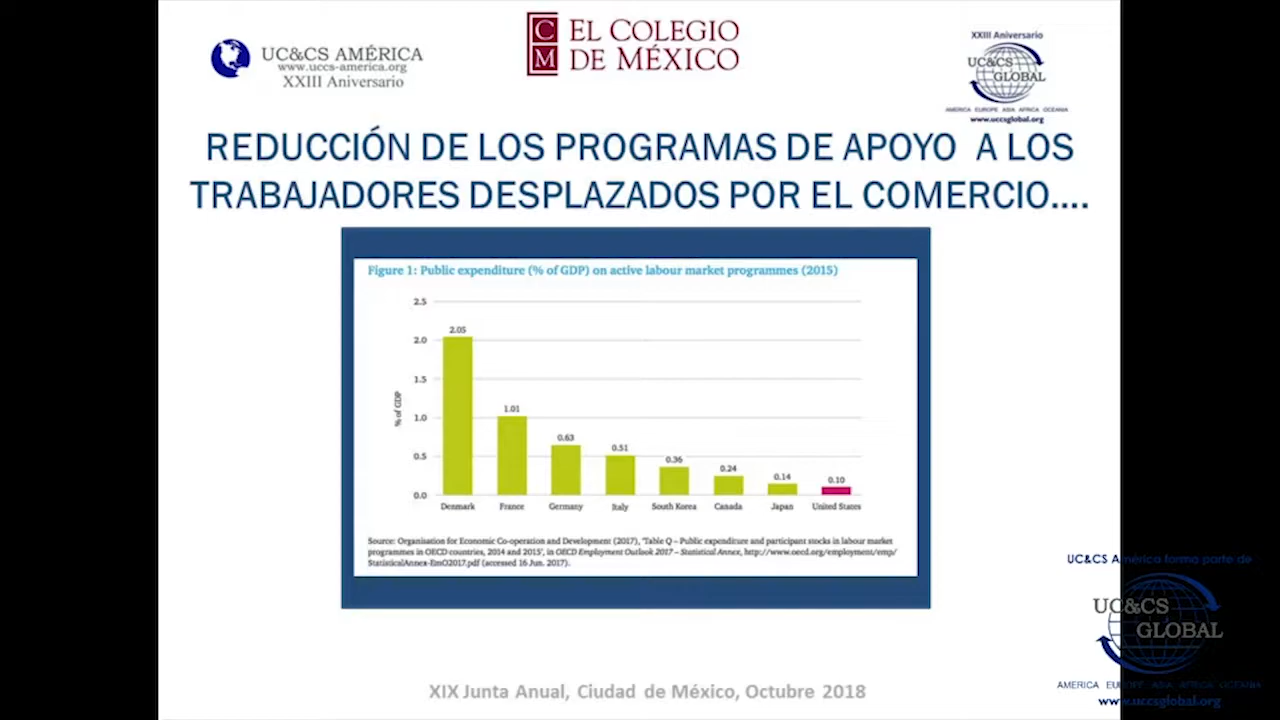 UC&CS AMÉRICA
www.uccs-america.org
XXIII Aniversario
C M
EL COLEGIO
DE MÉXICO
XXIII Aniversario
UC&CS
GLOBAL
AMERICA EUROPE ASIA AFRICA OCEANIA
www.uccsglobal.org
REDUCCIÓN DE LOS PROGRAMAS DE APOYO A LOS
TRABAJADORES DESPLAZADOS POR EL COMERCIO....
Figure 1: Public expenditure (% of GDP) on active labour market programmes (2015)
% of GDP
2.5
2.0
1.5
1.0
0.5
0.0
2.05
1.01
0.63
0.51
0.36
0.24
0.14
0.10
Denmark France Germany Italy South Korea Canada Japan United States
Source: Organisation for Economic Co-operation and Development (2017), 'Table Q – Public expenditure and participant stocks in labour market
programmes in OECD countries, 2014 and 2015', in OECD Employment Outlook 2017 – Statistical Annex, http://www.oecd.org/employment/emp/
StatisticalAnnex-EmO2017.pdf (accessed 16 Jun. 2017).
UC&CS América forma parte de
UC&CS
GLOBAL
AMERICA EUROPE ASIA AFRICA OCEANIA
www.uccsglobal.org
XIX Junta Anual, Ciudad de México, Octubre 2018